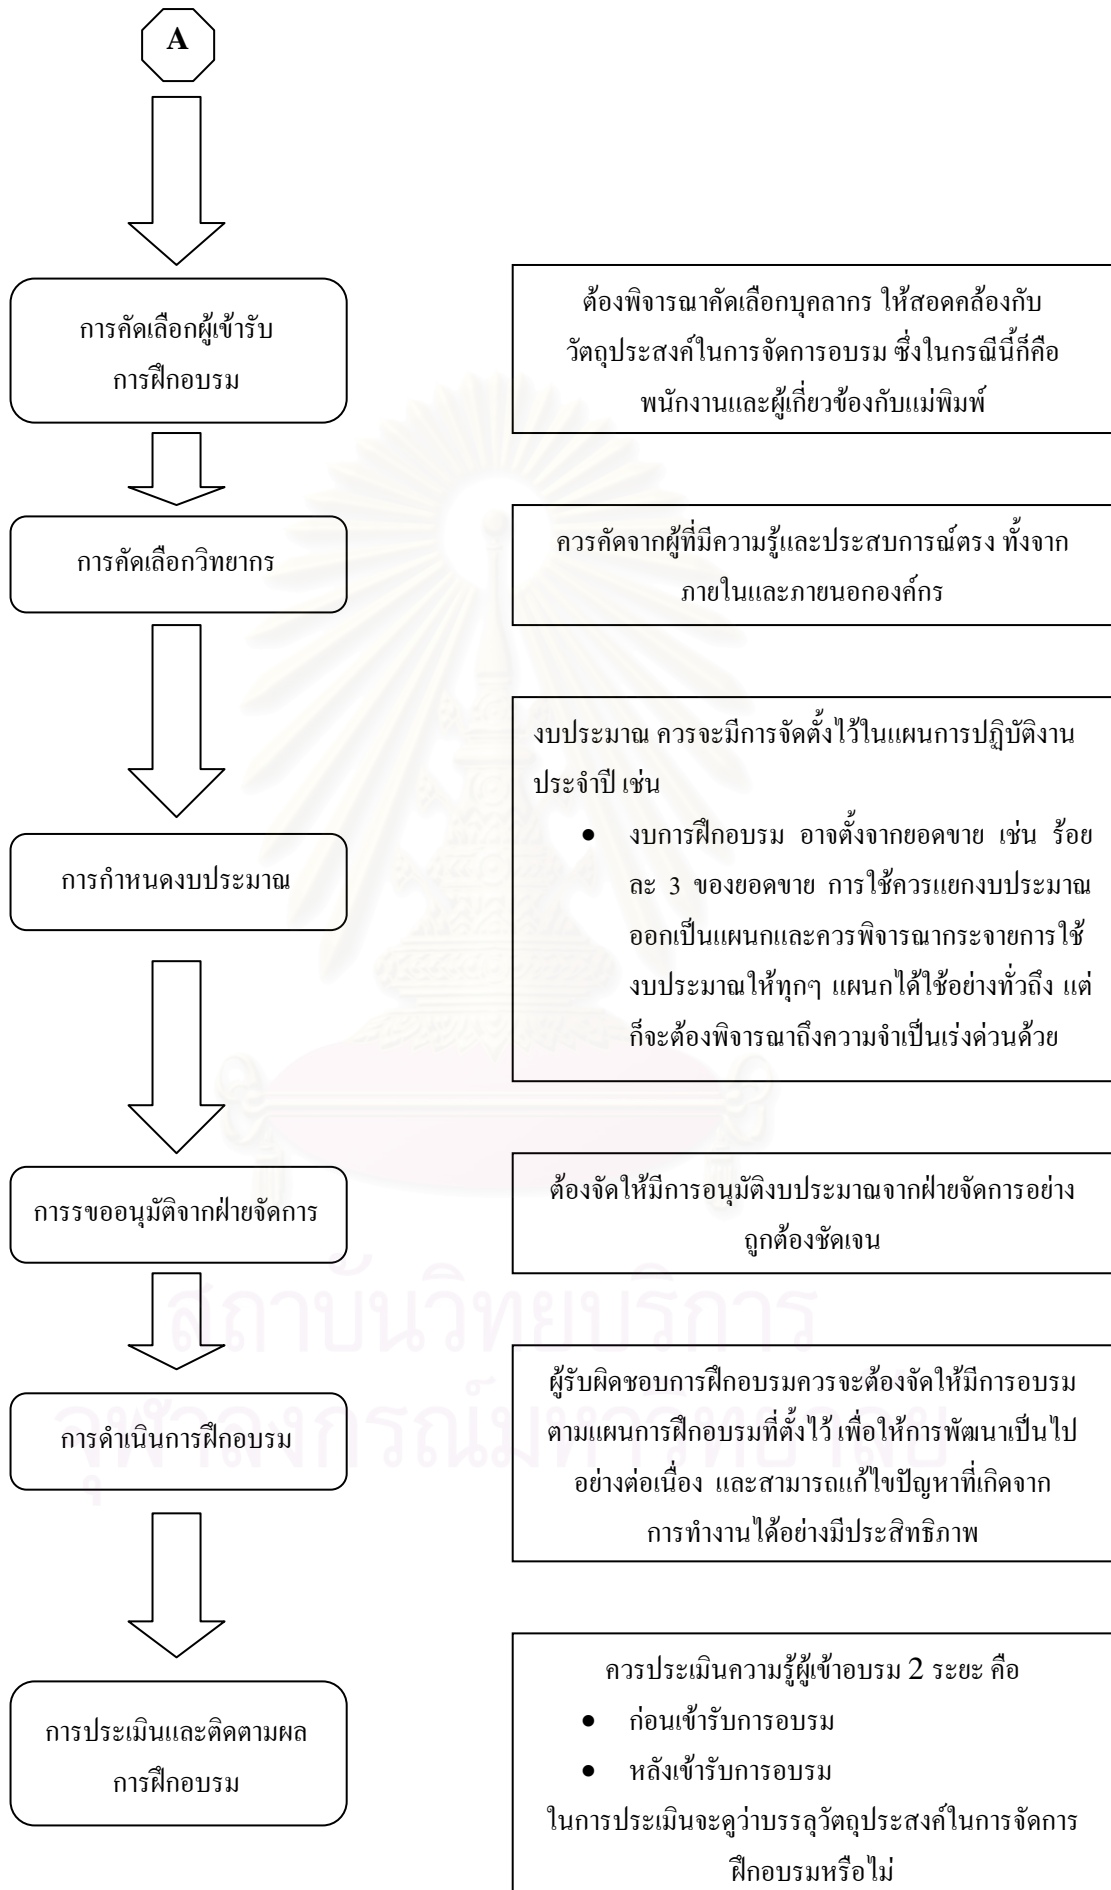 A
การคัดเลือกผู้เข้ารับ
การฝึกอบรม
ต้องพิจารณาคัดเลือกบุคลากร ให้สอดคล้องกับ
วัตถุประสงค์ในการจัดการอบรม ซึ่งในกรณีนี้ก็คือ
พนักงานและผู้เกี่ยวข้องกับแม่พิมพ์
การคัดเลือกวิทยากร
ควรคัดจากผู้ที่มีความรู้และประสบการณ์ตรง ทั้งจาก
ภายในและภายนอกองค์กร
การกำหนดงบประมาณ
งบประมาณ ควรจะมีการจัดตั้งไว้ในแผนการปฏิบัติงาน
ประจำปี เช่น
• งบการฝึกอบรม อาจตั้งจากยอดขาย เช่น ร้อย
ละ 3 ของยอดขาย การใช้ควรแยกงบประมาณ
ออกเป็นแผนกและควรพิจารณากระจายการใช้
งบประมาณให้ทุกๆ แผนกได้ใช้อย่างทั่วถึง แต่
ก็จะต้องพิจารณาถึงความจำเป็นเร่งด่วนด้วย
การรขออนุมัติจากฝ่ายจัดการ
ต้องจัดให้มีการอนุมัติงบประมาณจากฝ่ายจัดการอย่าง
ถูกต้องชัดเจน
สถาบันวิทยบริการ
จุฬาลงกรณ์มหาวิทยาลัย
การดำเนินการฝึกอบรม
ผู้รับผิดชอบการฝึกอบรมควรจะต้องจัดให้มีการอบรม
ตามแผนการฝึกอบรมที่ตั้งไว้ เพื่อให้การพัฒนาเป็นไป
อย่างต่อเนื่อง และสามารถแก้ไขปัญหาที่เกิดจาก
การทำงานได้อย่างมีประสิทธิภาพ
การประเมินและติดตามผล
การฝึกอบรม
ควรประเมินความรู้ผู้เข้าอบรม 2 ระยะ คือ
• ก่อนเข้ารับการอบรม
• หลังเข้ารับการอบรม
ในการประเมินจะดูว่าบรรลุวัตถุประสงค์ในการจัดการ
ฝึกอบรมหรือไม่